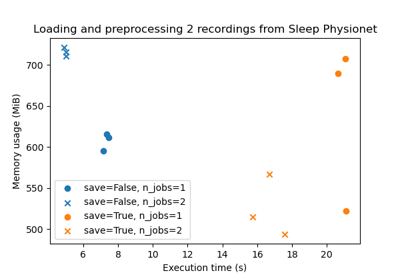 Loading and preprocessing 2 recordings from Sleep Physionet
Memory usage (MiB)
700
650
600
550
500
save=False, n_jobs=1
save=False, n_jobs=2
save=True, n_jobs=1
save=True, n_jobs=2
6 8 10 12 14 16 18 20
Execution time (s)